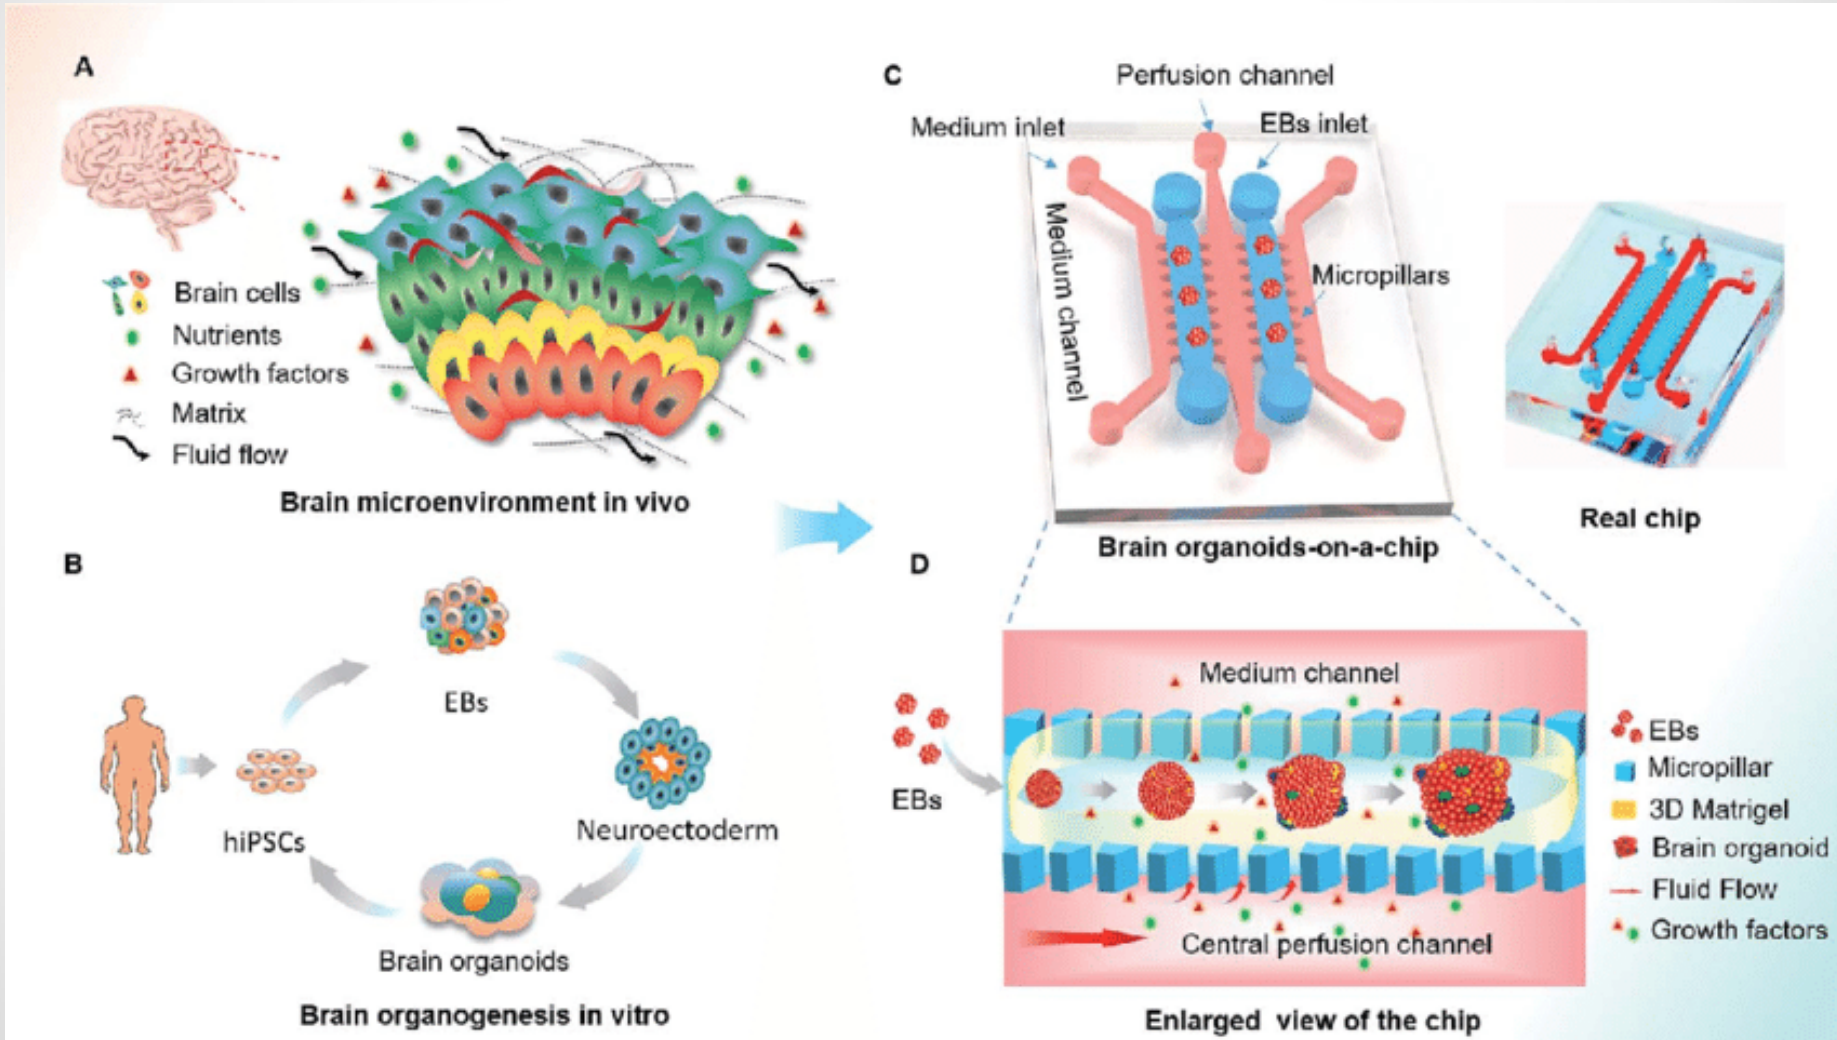 A
Brain cells
Nutrients
Growth factors
Matrix
Fluid flow
Brain microenvironment in vivo
B
EBs
hiPSCs
Neuroectoderm
Brain organoids
Brain organogenesis in vitro
C
Perfusion channel
Medium inlet
EBs inlet
Medium channel
Micropillars
Real chip
Brain organoids-on-a-chip
D
Medium channel
EBs
Central perfusion channel
EBs
Micropillar
3D Matrigel
Brain organoid
Fluid Flow
Growth factors
Enlarged view of the chip